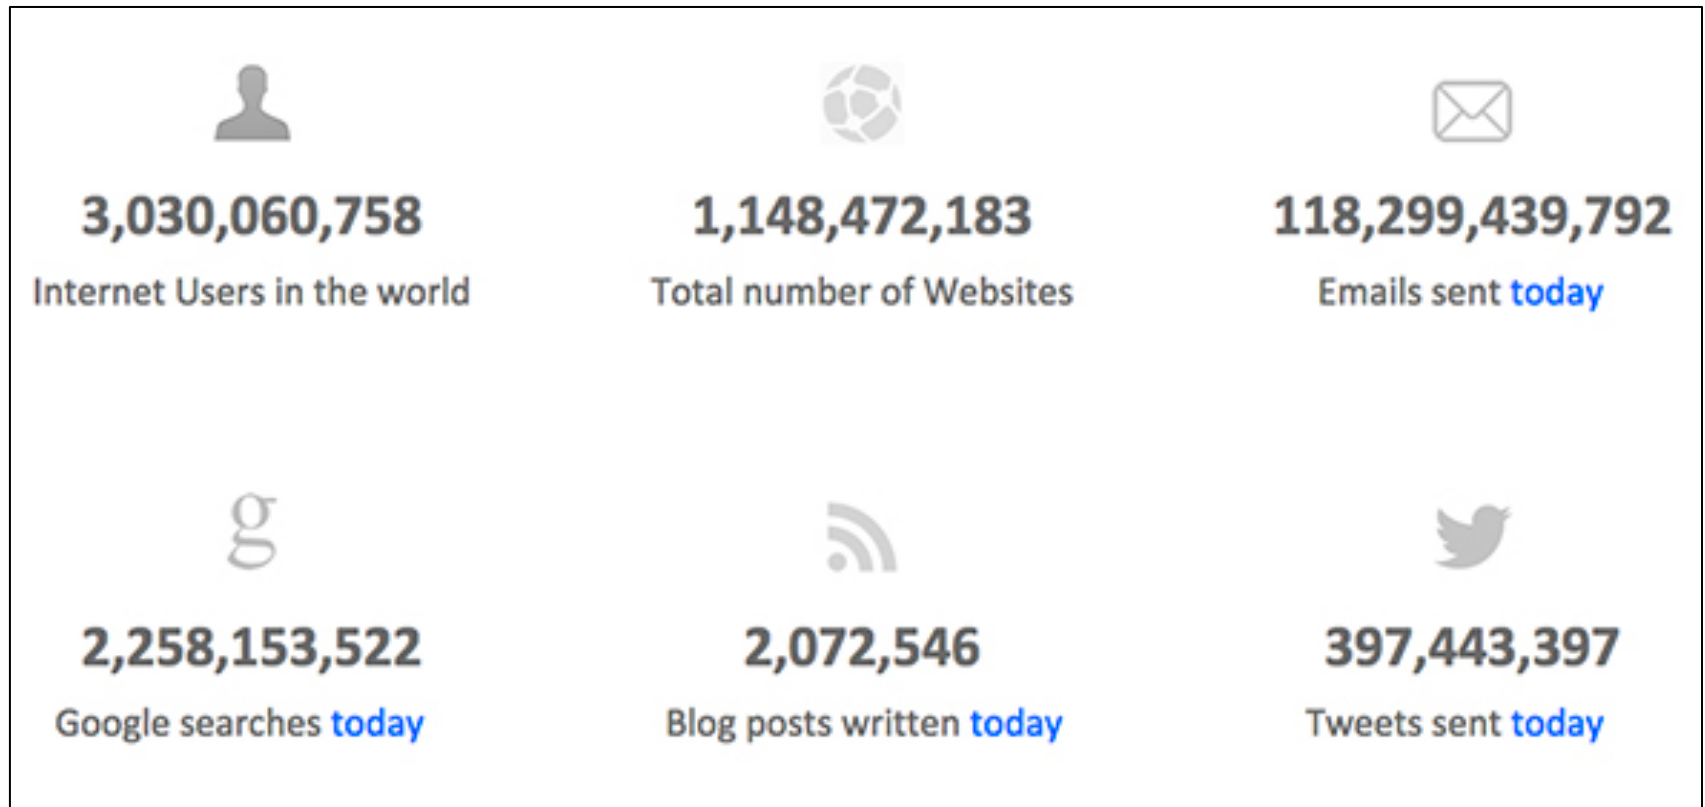 3,030,060,758
Internet Users in the world
1,148,472,183
Total number of Websites
118,299,439,792
Emails sent today
g
2,258,153,522
Google searches today
2,072,546
Blog posts written today
397,443,397
Tweets sent today